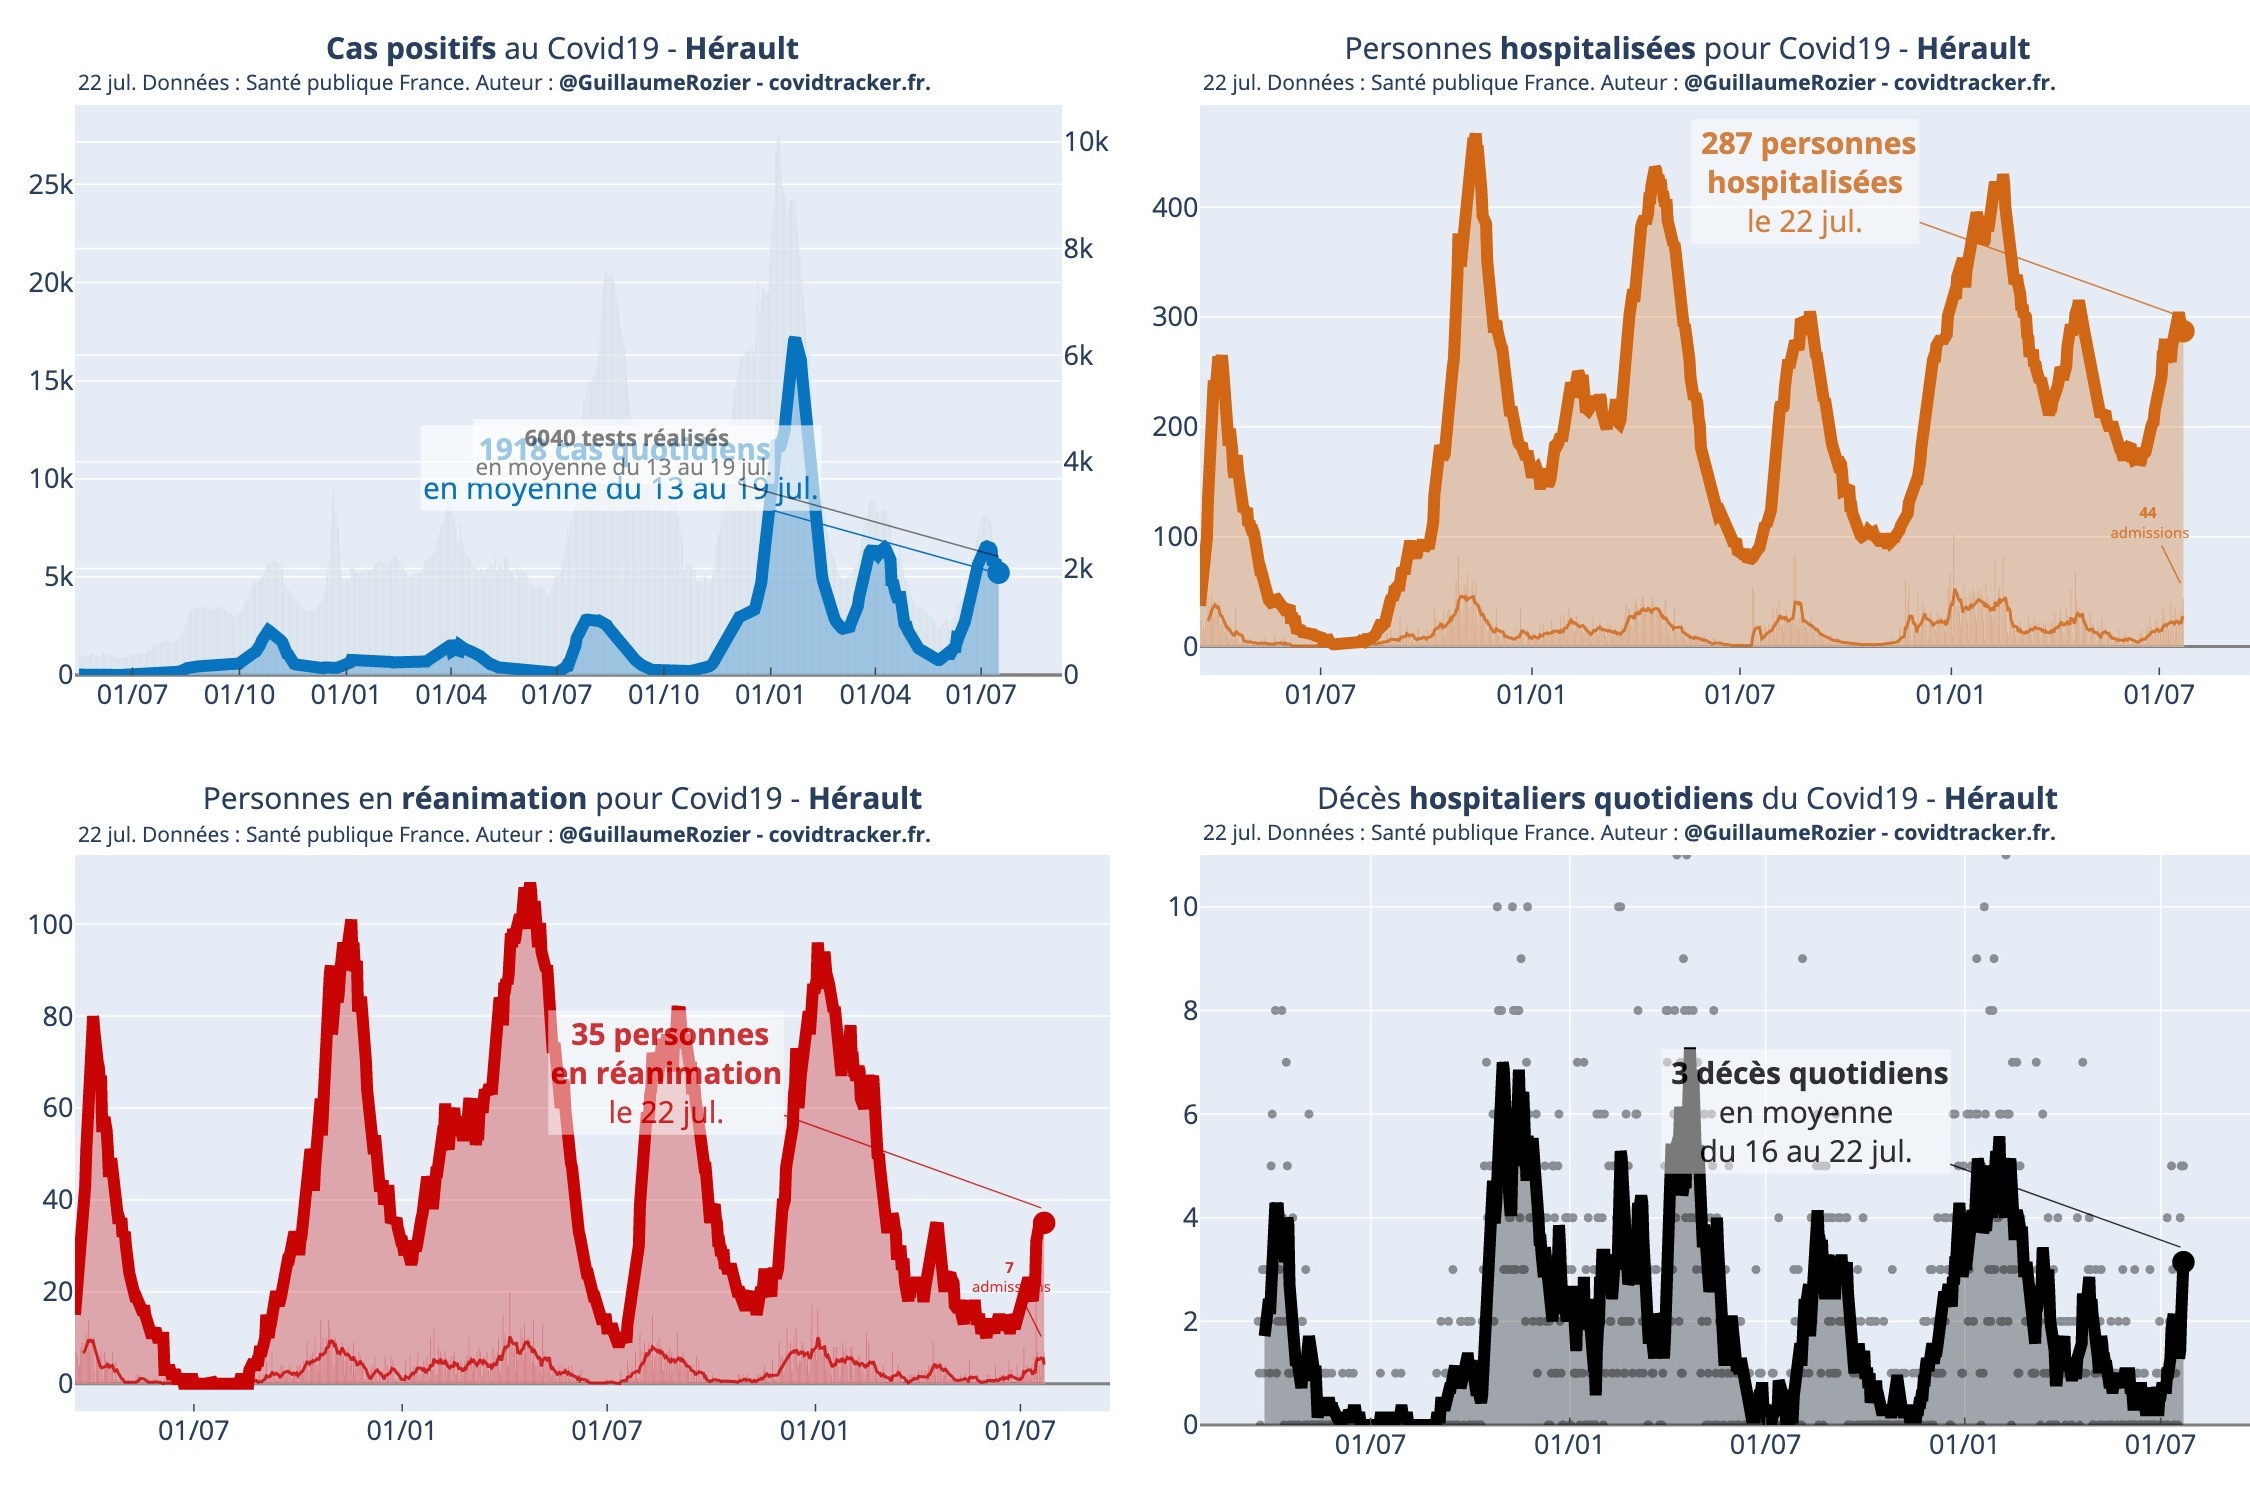 Cas positifs au Covid19 - Hérault
22 jul. Données : Santé publique France. Auteur : @GuillaumeRozier - covidtracker.fr.
10k
25k
8k
20k
6k
15k
6040 tests réalisés
1918 cas quotidiens
en moyenne du 13 au 19 jul.
4k
10k
en moyenne du 13 au 19 jul.
5k
2k
0
0
01/07
01/10
01/01
01/04
01/07
01/10
01/01
01/04
01/07
Personnes hospitalisées pour Covid19 - Hérault
22 jul. Données : Santé publique France. Auteur : @GuillaumeRozier - covidtracker.fr.
287 personnes
hospitalisées
le 22 jul.
400
300
200
44
admissions
100
0
01/07
01/01
01/07
01/01
01/07
Personnes en réanimation pour Covid19 - Hérault
22 jul. Données : Santé publique France. Auteur : @GuillaumeRozier - covidtracker.fr.
100
80
35 personnes
en réanimation
le 22 jul.
60
40
7
admissions
20
0
01/07
01/01
01/07
01/01
01/07
Décès hospitaliers quotidiens du Covid19 - Hérault
22 jul. Données : Santé publique France. Auteur : @GuillaumeRozier - covidtracker.fr.
10
8
3 décès quotidiens
en moyenne
du 16 au 22 jul.
6
4
2
0
01/07
01/01
01/07
01/01
01/07